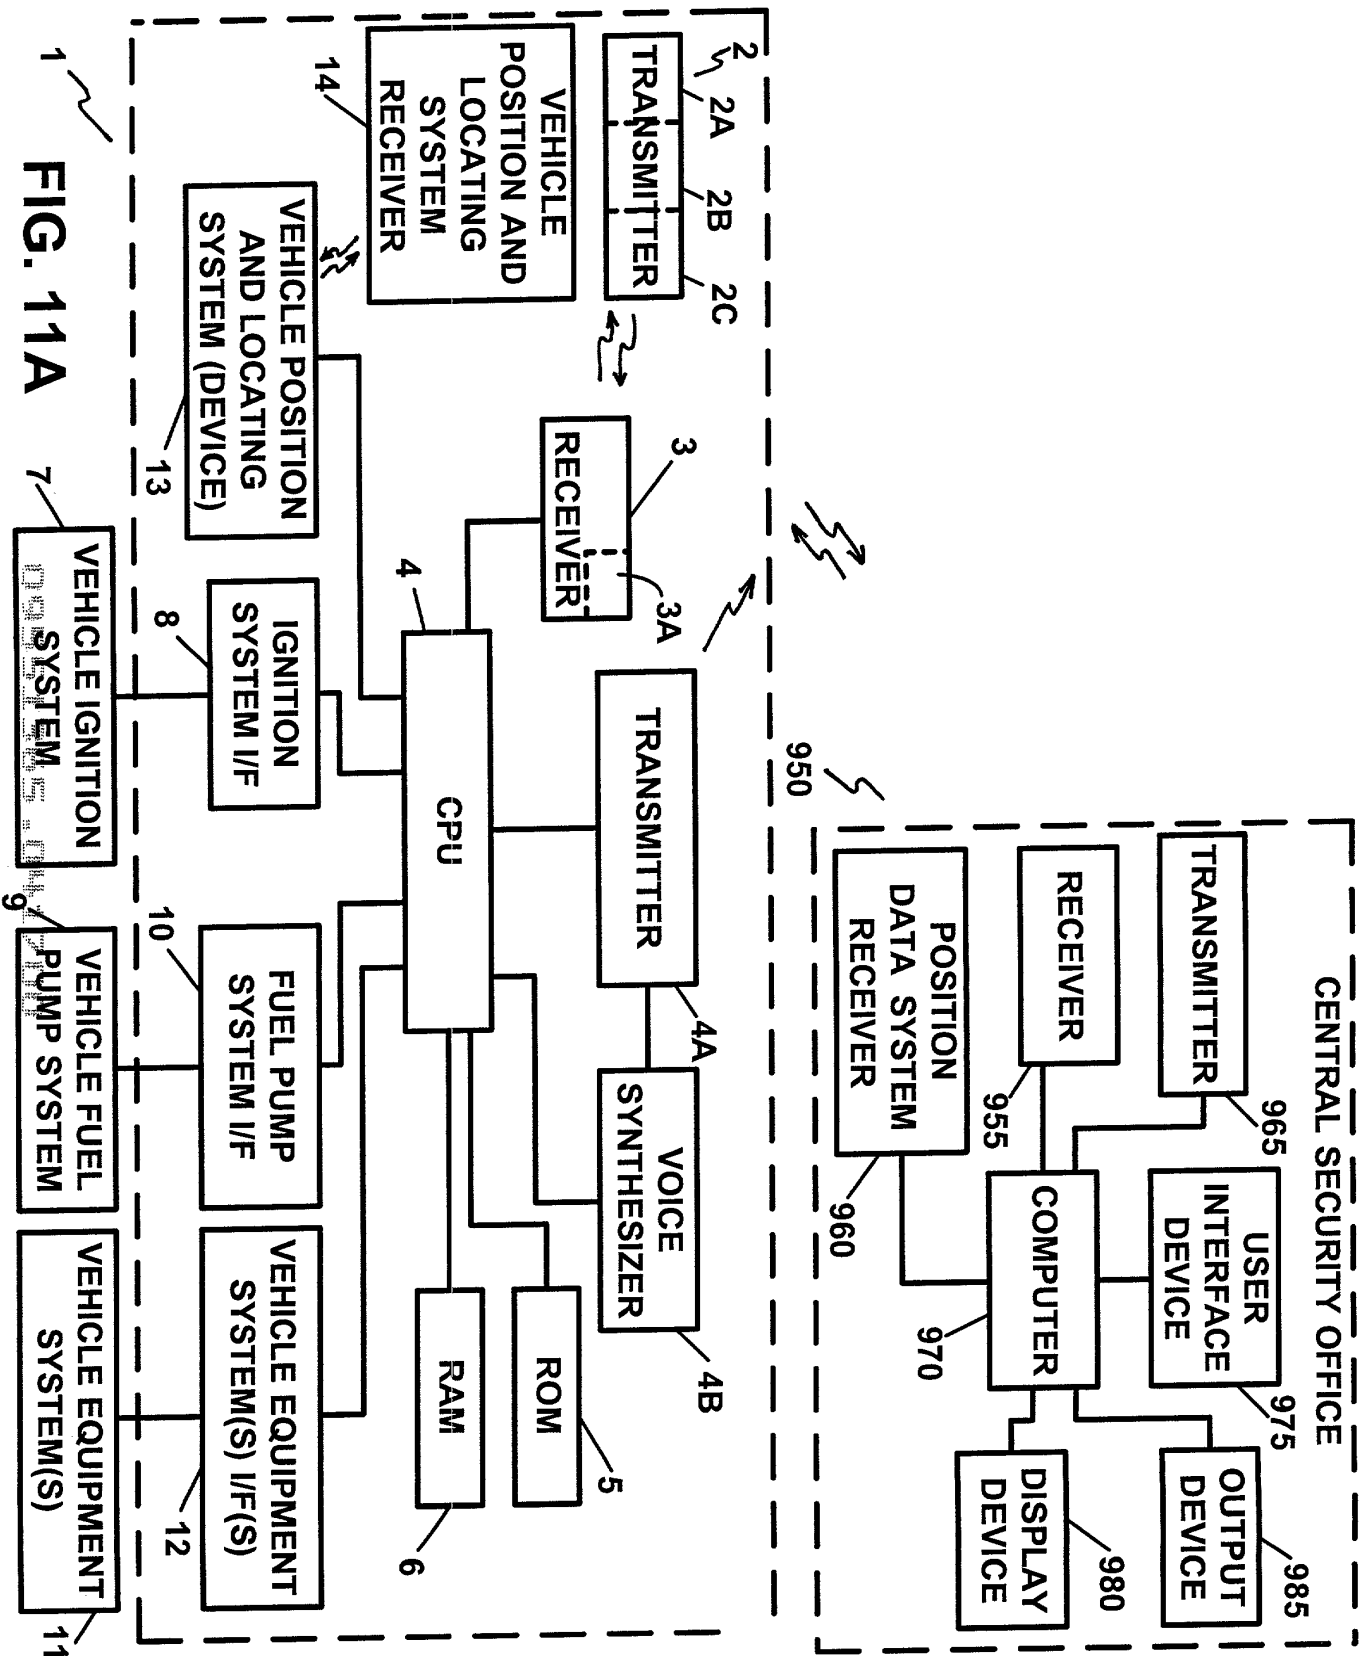 CENTRAL SECURITY OFFICE
950
TRANSMITTER
965
USER
INTERFACE
DEVICE
975
OUTPUT
DEVICE
985
RECEIVER
955
COMPUTER
970
DISPLAY
DEVICE
980
POSITION
DATA SYSTEM
RECEIVER
960
2
2A
2B
2C
TRANSMITTER
3
3A
RECEIVER
TRANSMITTER
4A
VOICE
SYNTHESIZER
4B
VEHICLE
POSITION AND
LOCATING
SYSTEM
RECEIVER
14
4
CPU
ROM
5
RAM
6
VEHICLE POSITION
AND LOCATING
SYSTEM (DEVICE)
13
IGNITION
SYSTEM I/F
8
FUEL PUMP
SYSTEM I/F
10
VEHICLE EQUIPMENT
SYSTEM(S) I/F(S)
12
1
7
VEHICLE IGNITION
SYSTEM
9
VEHICLE FUEL
PUMP SYSTEM
VEHICLE EQUIPMENT
SYSTEM(S)
11
FIG. 11A